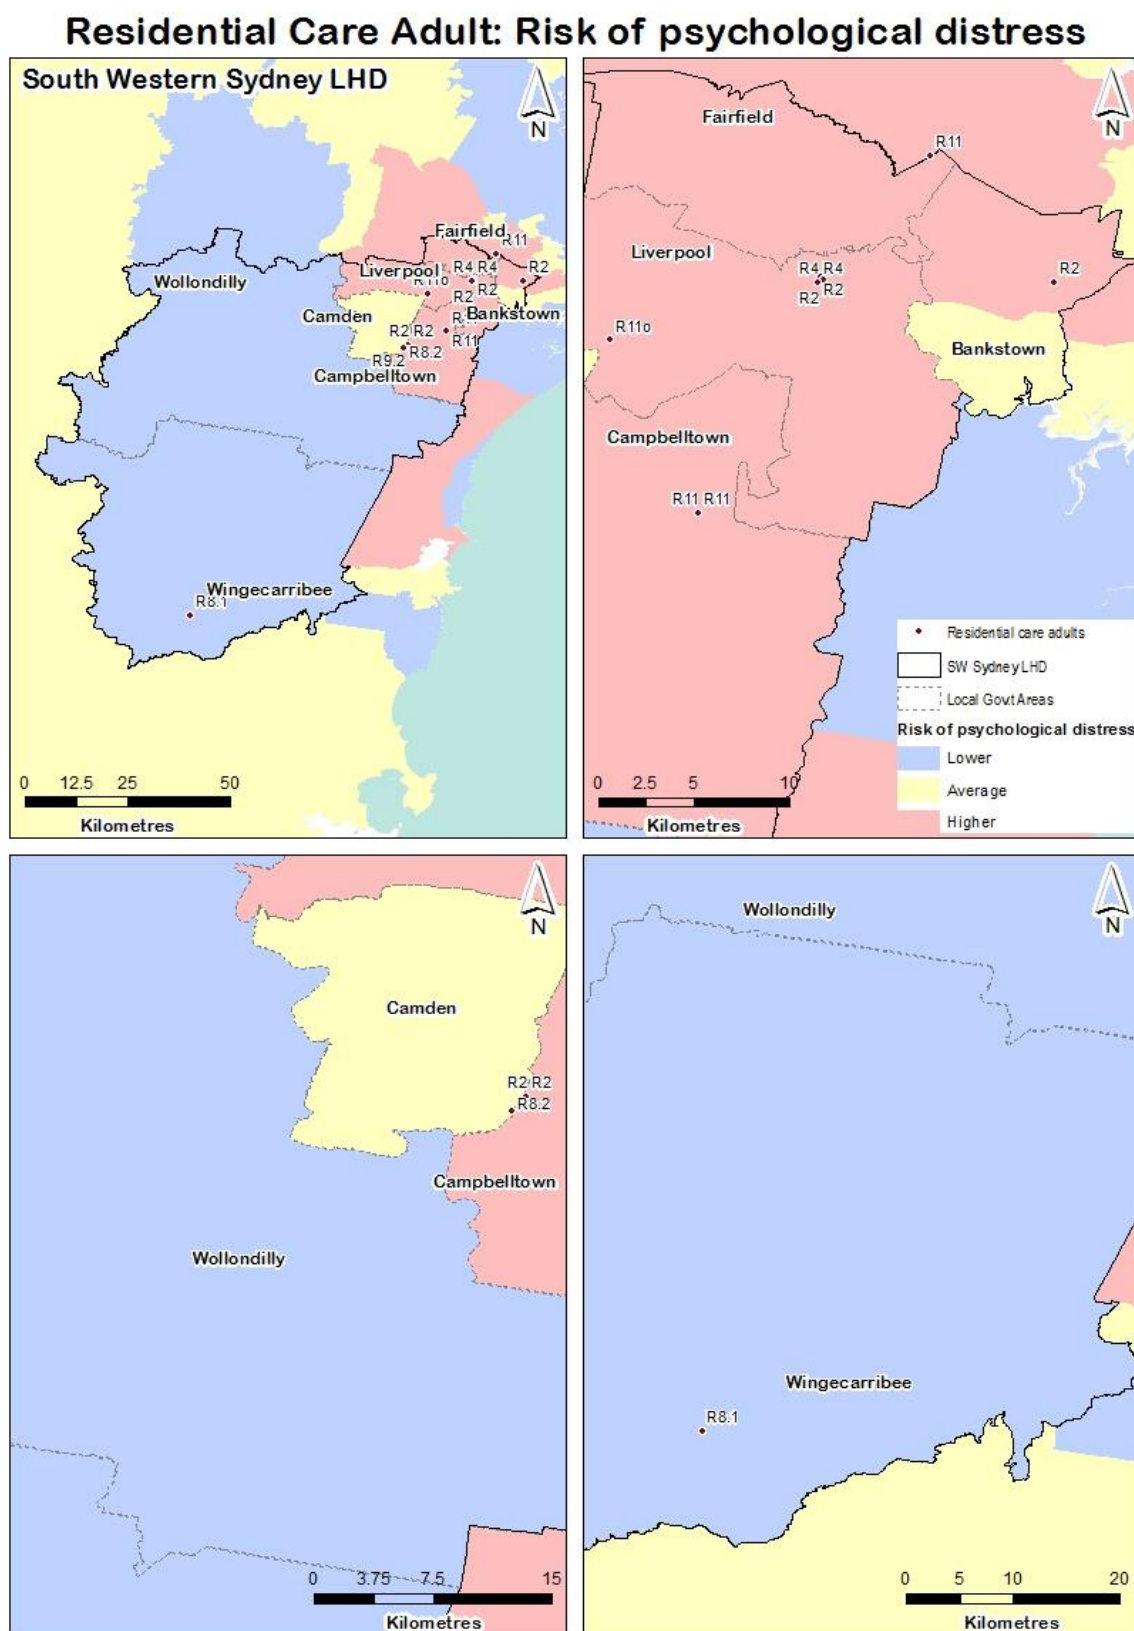 Residential Care Adult: Risk of psychological distress
South Western Sydney LHD
N
Fairfield
R11
Wollondilly
Liverpool
R4 R4
R2
Camden
R2
R2
Bankstown
R2 R2
R11
R8.2
R9.2
Campbelltown
Wingecarribee
R8.1
0 12.5 25 50
Kilometres
N
Fairfield
R11
Liverpool
R4 R4
R2
R2
R2
R11o
Bankstown
Campbelltown
R11 R11
Residential care adults
SW Sydney LHD
Local Govt Areas
Risk of psychological distress
Lower
Average
Higher
0 2.5 5 10
Kilometres
N
Camden
R2 R2
R8.2
Campbelltown
Wollondilly
0 3.75 7.5 15
Kilometres
N
Wollondilly
Wingecarribee
R8.1
0 5 10 20
Kilometres